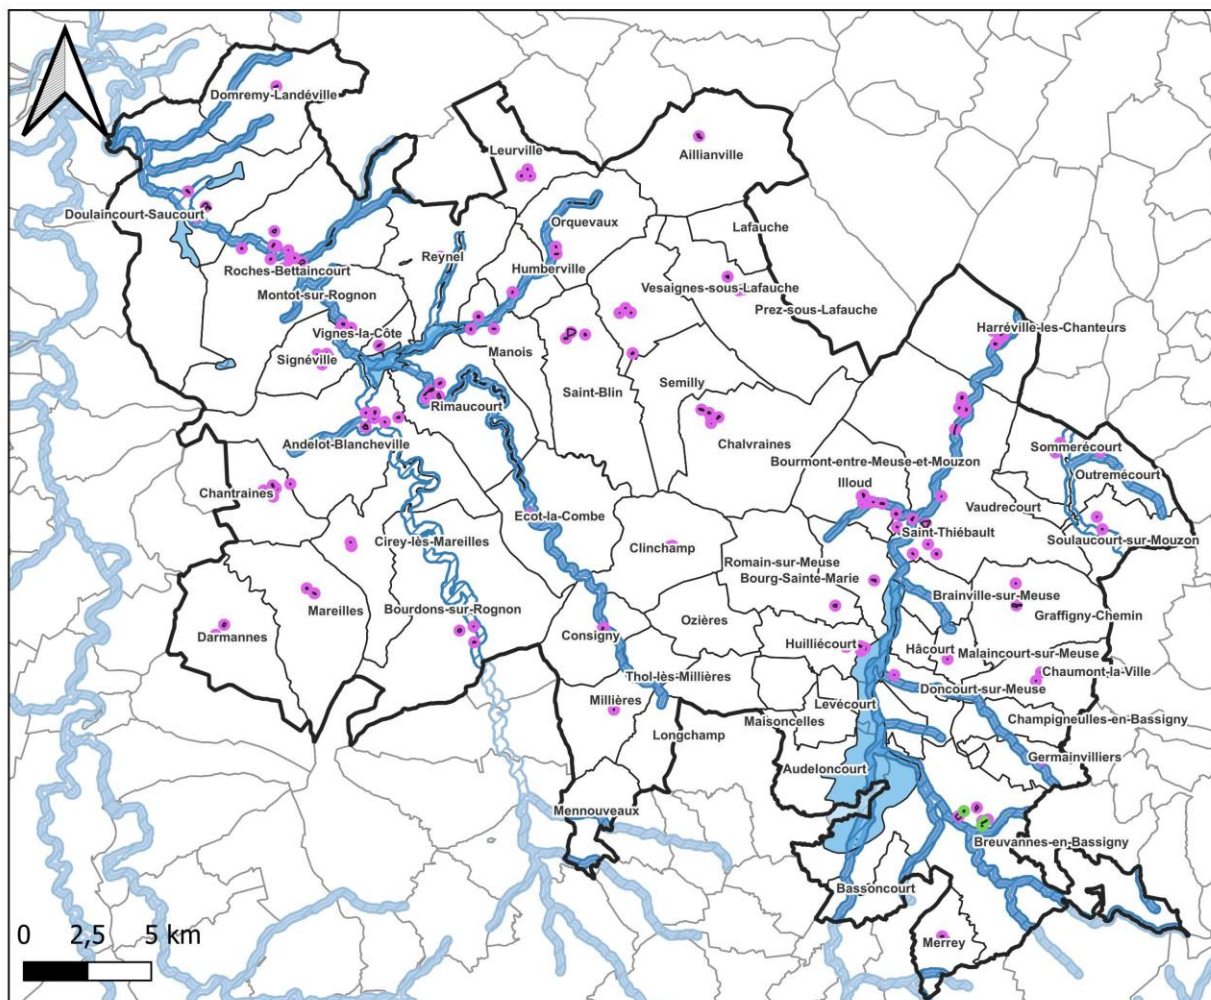 Domremy-Landéville
Leurville
Aillianville
Doulaincourt-Saucourt
Orquevaux
Lafauche
Reynel
Roches-Bettaincourt
Humberville
Vesaignes-sous-Lafauche
Montot-sur-Rognon
Prez-sous-Lafauche
Harréville-les-Chanteurs
Vignes-la-Côte
Signéville
Manois
Semilly
Saint-Blin
Rimaucourt
Andelot-Blancheville
Chalvraines
Sommerécourt
Bourmont-entre-Meuse-et-Mouzon
Outremécourt
Illoud
Chantraines
Vaudrecourt
Ecot-la-Combe
Saint-Thiébault
Cirey-lès-Mareilles
Clinchamp
Soulaucourt-sur-Mouzon
Romain-sur-Meuse
Bourg-Sainte-Marie
Brainville-sur-Meuse
Mareilles
Bourdons-sur-Rognon
Graffigny-Chemin
Ozières
Darmannes
Consigny
Huilliécourt
Hâcourt
Malaincourt-sur-Meuse
Chaumont-la-Ville
Thol-lès-Millières
Doncourt-sur-Meuse
Millières
Levécourt
Maisoncelles
Champigneulles-en-Bassigny
Longchamp
Germainvilliers
Audeloncourt
Mennouveaux
Breuvannes-en-Bassigny
Bassoncourt
Merrey
0 2,5 5 km